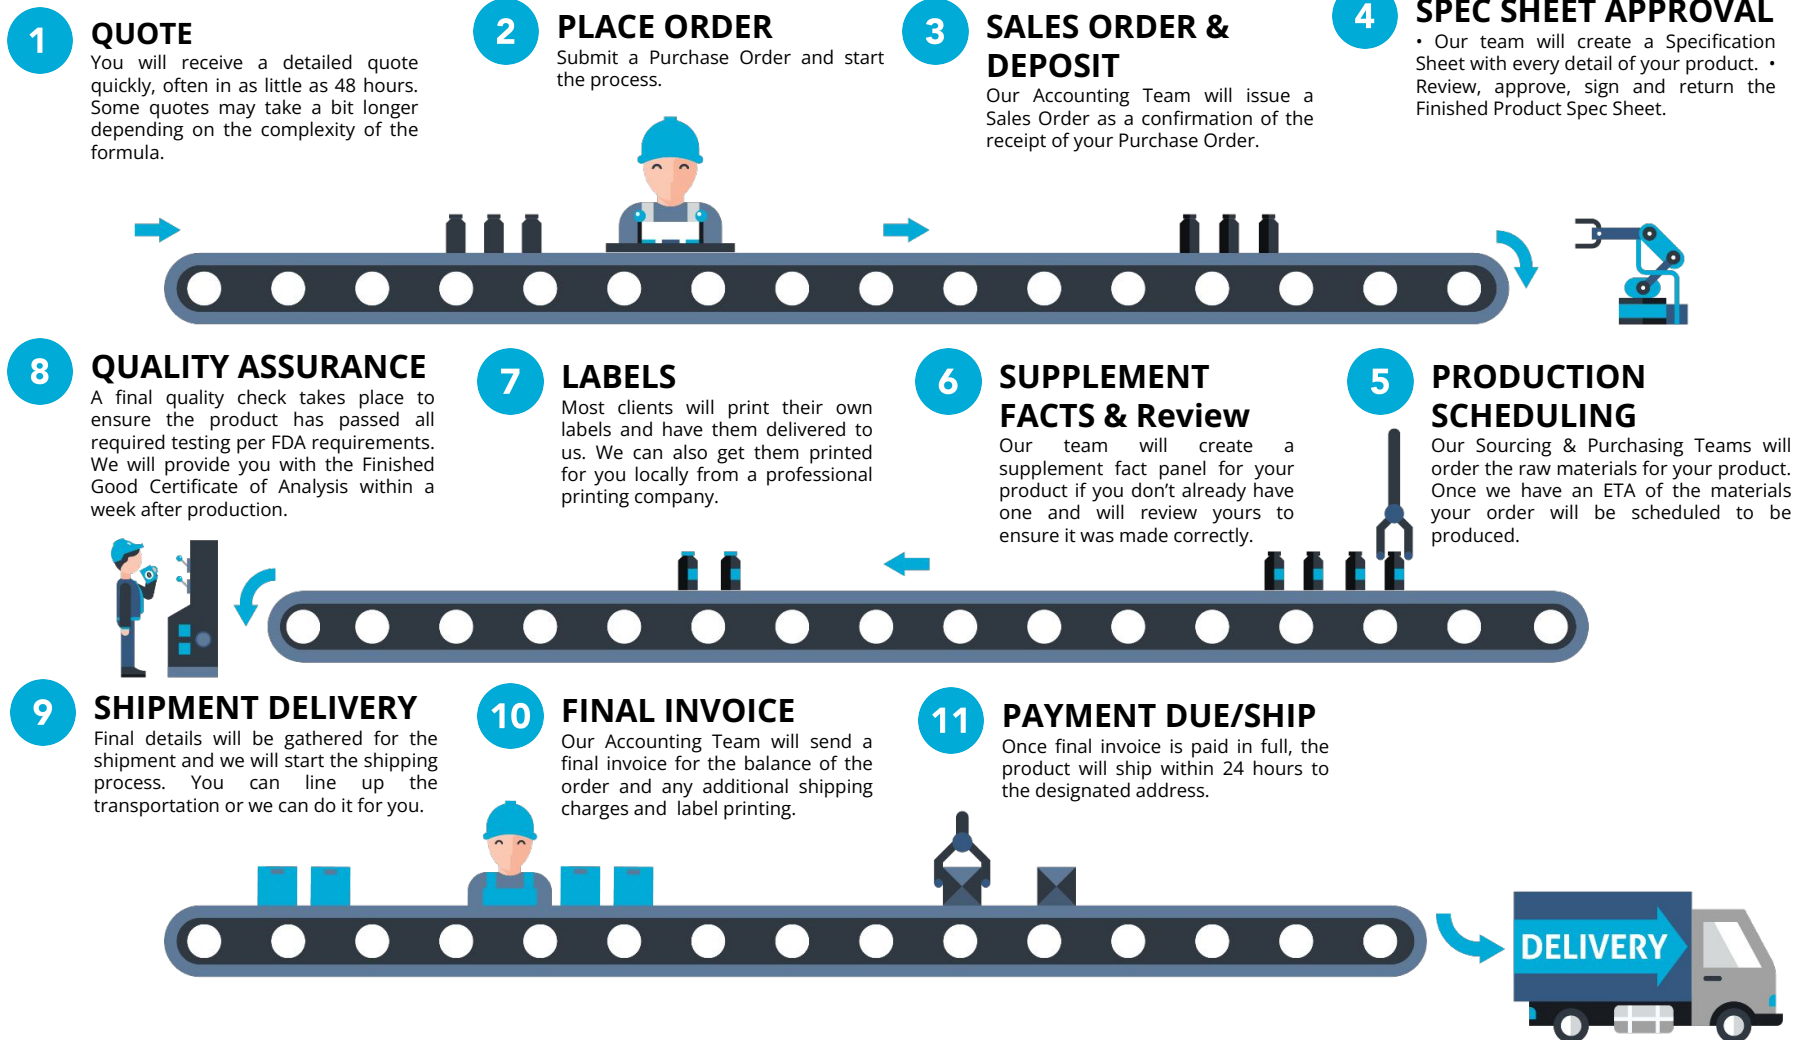 1
QUOTE
You will receive a detailed quote
quickly, often in as little as 48 hours.
Some quotes may take a bit longer
depending on the complexity of the
formula.
2
PLACE ORDER
Submit a Purchase Order and start
the process.
3
SALES ORDER &
DEPOSIT
Our Accounting Team will issue a
Sales Order as a confirmation of the
receipt of your Purchase Order.
4
SPEC SHEET APPROVAL
• Our team will create a Specification
Sheet with every detail of your product. •
Review, approve, sign and return the
Finished Product Spec Sheet.
5
PRODUCTION
SCHEDULING
Our Sourcing & Purchasing Teams will
order the raw materials for your product.
Once we have an ETA of the materials
your order will be scheduled to be
produced.
6
SUPPLEMENT
FACTS & Review
Our team will create a
supplement fact panel for your
product if you don’t already have
one and will review yours to
ensure it was made correctly.
7
LABELS
Most clients will print their own
labels and have them delivered to
us. We can also get them printed
for you locally from a professional
printing company.
8
QUALITY ASSURANCE
A final quality check takes place to
ensure the product has passed all
required testing per FDA requirements.
We will provide you with the Finished
Good Certificate of Analysis within a
week after production.
9
SHIPMENT DELIVERY
Final details will be gathered for the
shipment and we will start the shipping
process. You can line up the
transportation or we can do it for you.
10
FINAL INVOICE
Our Accounting Team will send a
final invoice for the balance of the
order and any additional shipping
charges and label printing.
11
PAYMENT DUE/SHIP
Once final invoice is paid in full, the
product will ship within 24 hours to
the designated address.
DELIVERY